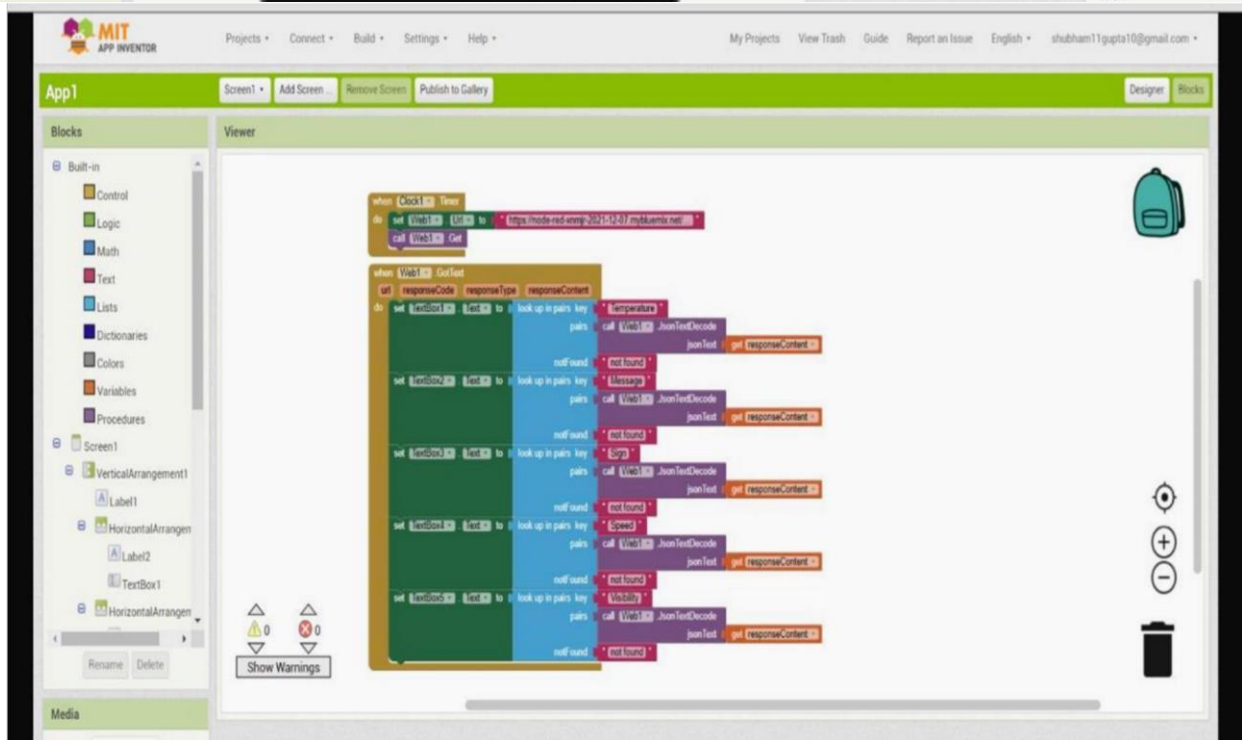 MIT
APP INVENTOR
Projects Connect Build Settings Help My Projects View Trash Guide Report an Issue English shubham11gupta10@gmail.com
App1 Screen1 Add Screen ... Remove Screen Publish to Gallery Designer Blocks
Blocks
Viewer
Built-in
Control
Logic
Math
Text
Lists
Dictionaries
Colors
Variables
Procedures
Screen1
VerticalArrangement1
Label1
HorizontalArrangen
Label2
TextBox1
HorizontalArrangen
Rename Delete
Media
when Clock1 .Timer
do set Web1 . Url to
call Web1 .Get
when Web1 .GotText
url responseCode responseType responseContent
do set TextBox1 . Text to look up in pairs key " Temperature "
pairs call Web1 .JsonTextDecode
jsonText get responseContent
notFound " not found "
set TextBox2 . Text to look up in pairs key " Message "
pairs call Web1 .JsonTextDecode
jsonText get responseContent
notFound " not found "
set TextBox3 . Text to look up in pairs key " Sign "
pairs call Web1 .JsonTextDecode
jsonText get responseContent
notFound " not found "
set TextBox4 . Text to look up in pairs key " Speed "
pairs call Web1 .JsonTextDecode
jsonText get responseContent
notFound " not found "
set TextBox5 . Text to look up in pairs key " Visibility "
pairs call Web1 .JsonTextDecode
jsonText get responseContent
notFound " not found "
0 0
Show Warnings